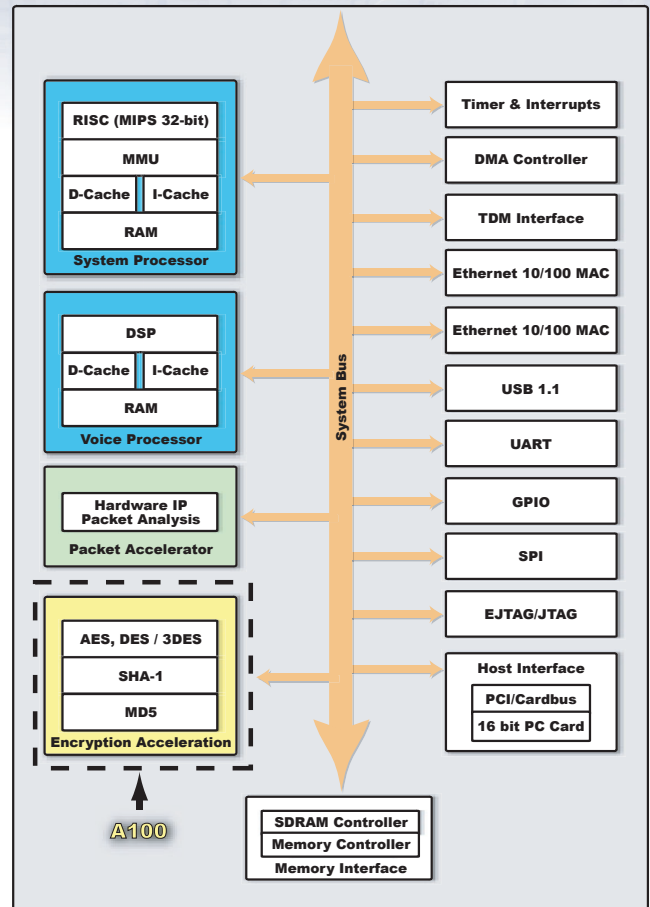 RISC (MIPS 32-bit)
MMU
D-Cache
I-Cache
RAM
System Processor
DSP
D-Cache
I-Cache
RAM
Voice Processor
Hardware IP
Packet Analysis
Packet Accelerator
AES, DES / 3DES
SHA-1
MD5
Encryption Acceleration
A100
System Bus
Timer & Interrupts
DMA Controller
TDM Interface
Ethernet 10/100 MAC
Ethernet 10/100 MAC
USB 1.1
UART
GPIO
SPI
EJTAG/JTAG
Host Interface
PCI/Cardbus
16 bit PC Card
SDRAM Controller
Memory Controller
Memory Interface